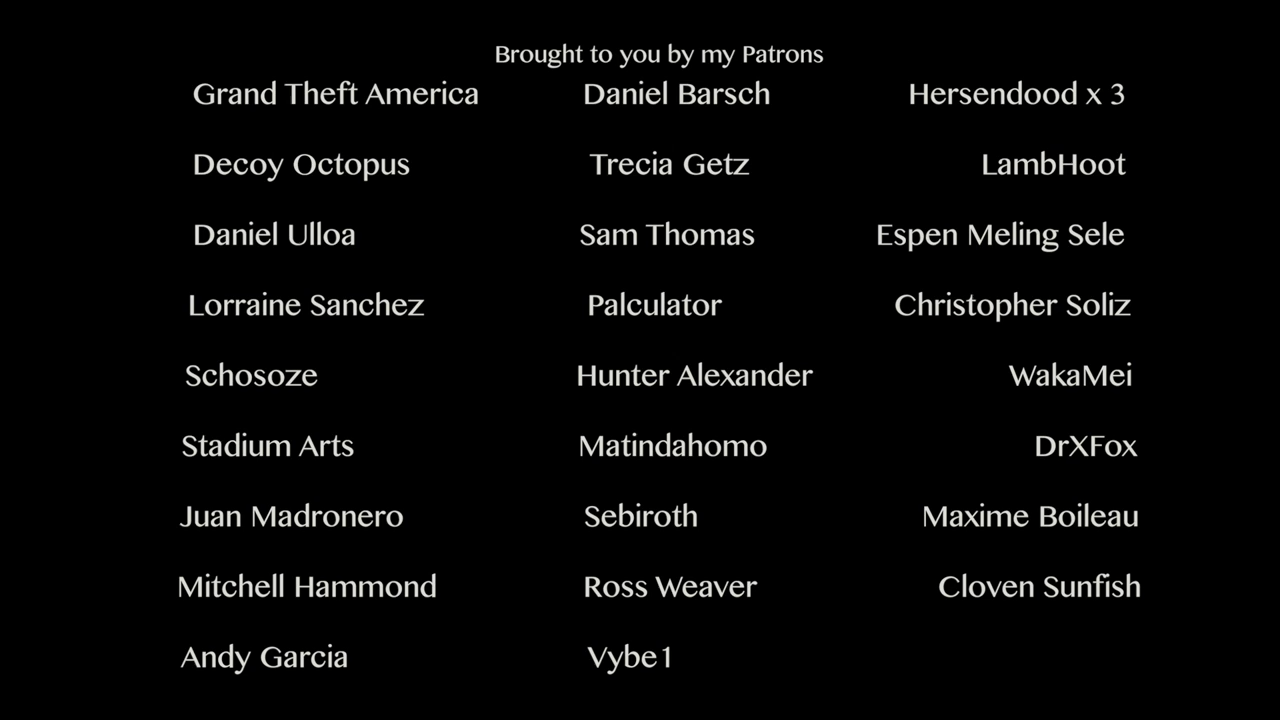 Brought to you by my Patrons
Grand Theft America
Daniel Barsch
Hersendood x 3
Decoy Octopus
Trecia Getz
LambHoot
Daniel Ulloa
Sam Thomas
Espen Meling Sele
Lorraine Sanchez
Palculator
Christopher Soliz
Schosoze
Hunter Alexander
WakaMei
Stadium Arts
Matindahomo
DrXFox
Juan Madronero
Sebiroth
Maxime Boileau
Mitchell Hammond
Ross Weaver
Cloven Sunfish
Andy Garcia
Vybe1